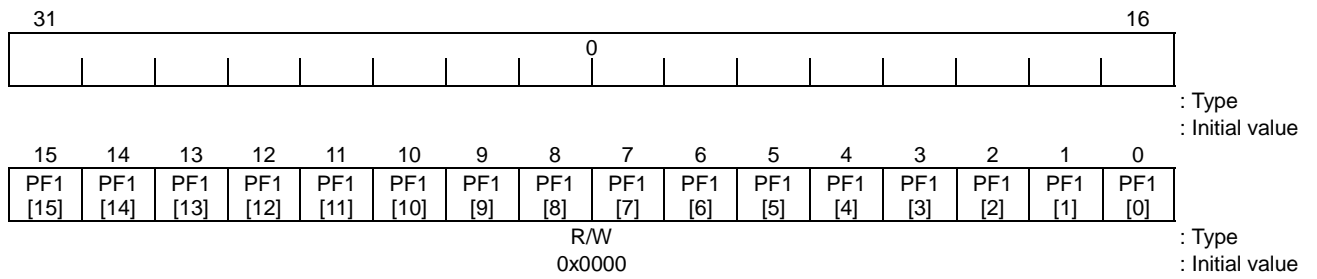 31 16
0
: Type
: Initial value
15 14 13 12 11 10 9 8 7 6 5 4 3 2 1 0
PF1 PF1 PF1 PF1 PF1 PF1 PF1 PF1 PF1 PF1 PF1 PF1 PF1 PF1 PF1 PF1
[15] [14] [13] [12] [11] [10] [9] [8] [7] [6] [5] [4] [3] [2] [1] [0]
R/W : Type
0x0000 : Initial value